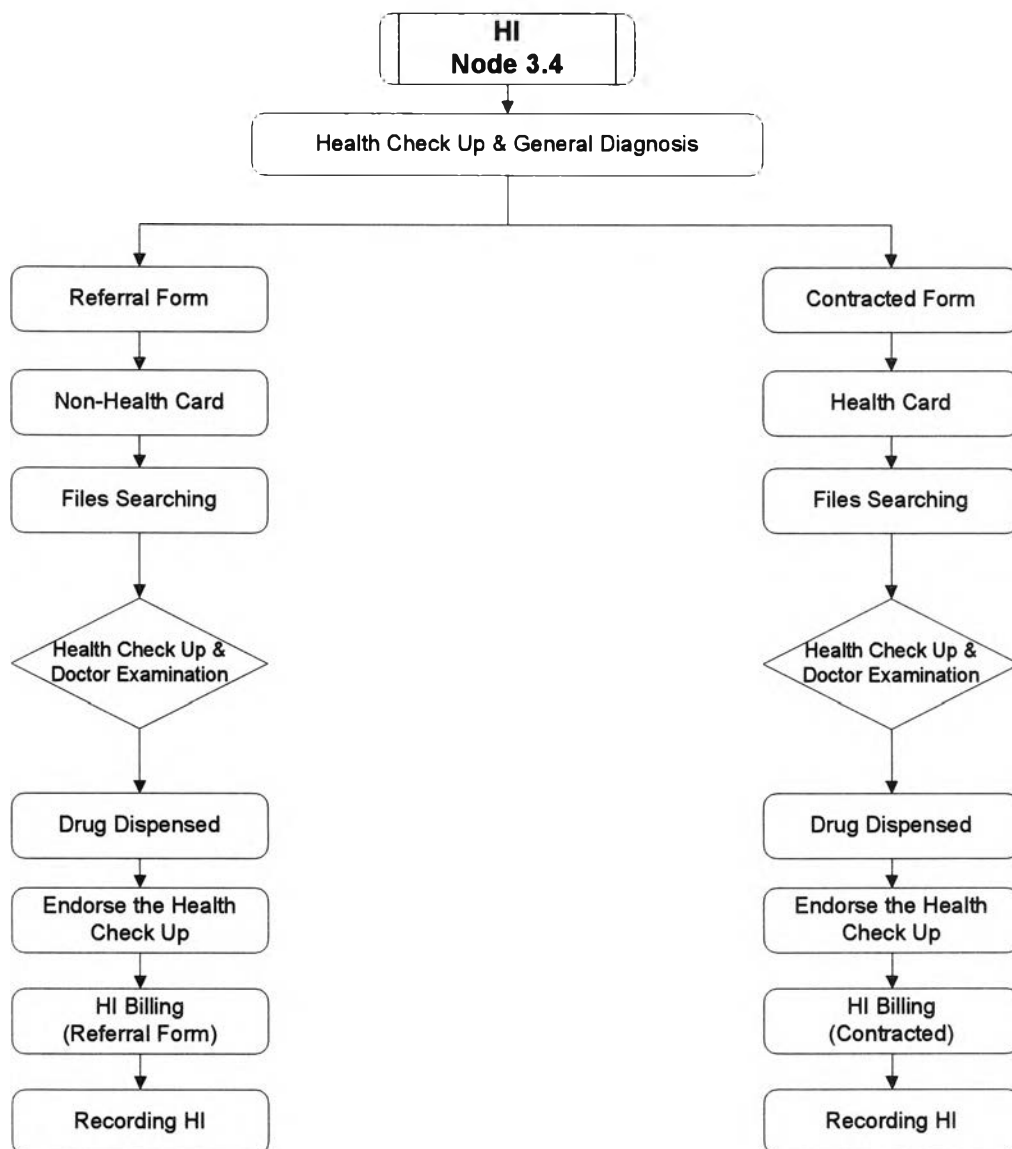 HI
Node 3.4
Health Check Up & General Diagnosis
Referral Form
Contracted Form
Non-Health Card
Health Card
Files Searching
Files Searching
Health Check Up &
Doctor Examination
Health Check Up &
Doctor Examination
Drug Dispensed
Drug Dispensed
Endorse the Health
Check Up
Endorse the Health
Check Up
HI Billing
(Referral Form)
HI Billing
(Contracted)
Recording HI
Recording HI